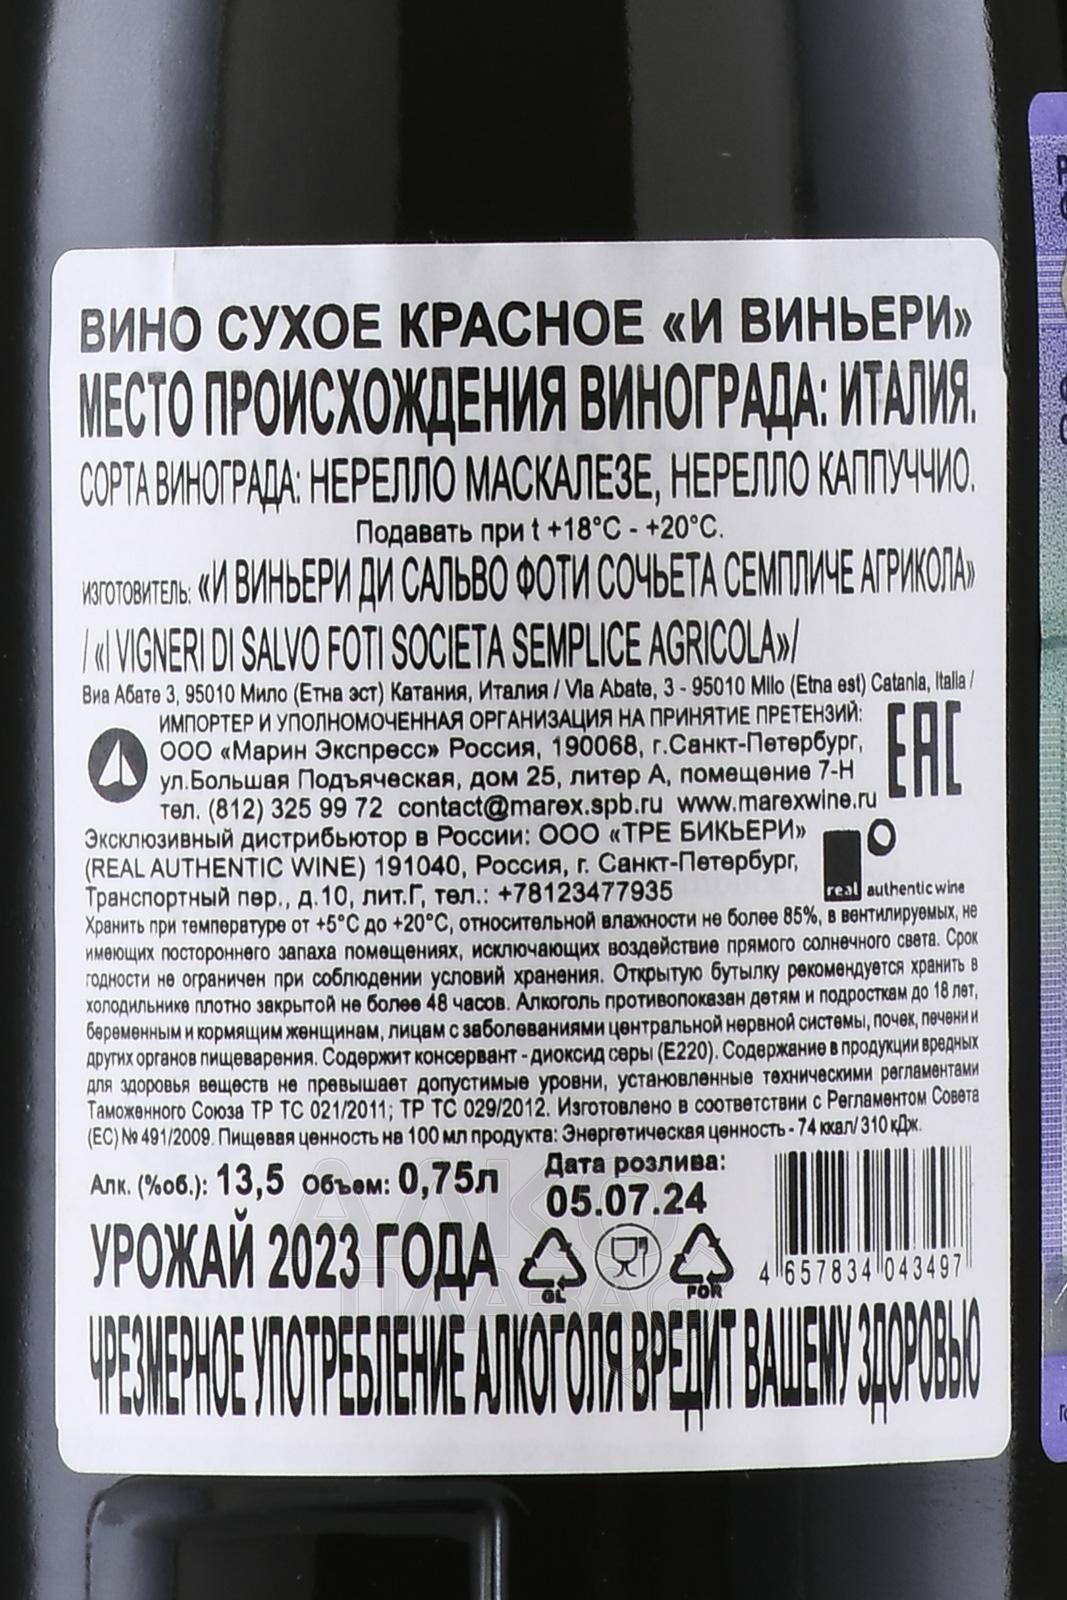 ВИНО СУХОЕ КРАСНОЕ «И ВИНЬЕРИ»
МЕСТО ПРОИСХОЖДЕНИЯ ВИНОГРАДА: ИТАЛИЯ.
СОРТА ВИНОГРАДА: НЕРЕЛЛО МАСКАЛЕЗЕ, НЕРЕЛЛО КАППУЧЧИО.
Подавать при t +18°C - +20°C.
ИЗГОТОВИТЕЛЬ: «И ВИНЬЕРИ ДИ САЛЬВО ФОТИ СОЧЬЕТА СЕМПЛИЧЕ АГРИКОЛА»
/ «I VIGNERI DI SALVO FOTI SOCIETA SEMPLICE AGRICOLA»/
Виа Абате 3, 95010 Мило (Етна эст) Катания, Италия / Via Abate, 3 - 95010 Milo (Etna est) Catania, Italia /
ИМПОРТЕР И УПОЛНОМОЧЕННАЯ ОРГАНИЗАЦИЯ НА ПРИНЯТИЕ ПРЕТЕНЗИЙ:
ООО «Марин Экспресс» Россия, 190068, г.Санкт-Петербург,
ул.Большая Подъяческая, дом 25, литер А, помещение 7-Н
тел. (812) 325 99 72 contact@marex.spb.ru www.marexwine.ru
EAC
Эксклюзивный дистрибьютор в России: ООО «ТРЕ БИКЬЕРИ»
(REAL AUTHENTIC WINE) 191040, Россия, г. Санкт-Петербург,
Транспортный пер., д.10, лит.Г, тел.: +78123477935
real authentic wine
Хранить при температуре от +5°C до +20°C, относительной влажности не более 85%, в вентилируемых, не
имеющих постороннего запаха помещениях, исключающих воздействие прямого солнечного света. Срок
годности не ограничен при соблюдении условий хранения. Открытую бутылку рекомендуется хранить в
холодильнике плотно закрытой не более 48 часов. Алкоголь противопоказан детям и подросткам до 18 лет,
беременным и кормящим женщинам, лицам с заболеваниями центральной нервной системы, почек, печени и
других органов пищеварения. Содержит консервант - диоксид серы (E220). Содержание в продукции вредных
для здоровья веществ не превышает допустимые уровни, установленные техническими регламентами
Таможенного Союза ТР ТС 021/2011; ТР ТС 029/2012. Изготовлено в соответствии с Регламентом Совета
(ЕС) № 491/2009. Пищевая ценность на 100 мл продукта: Энергетическая ценность - 74 ккал/ 310 кДж.
Алк. (%об.): 13,5 Объем: 0,75л
Дата розлива:
05.07.24
УРОЖАЙ 2023 ГОДА
GL
FOR
4 657834 043497
ЧРЕЗМЕРНОЕ УПОТРЕБЛЕНИЕ АЛКОГОЛЯ ВРЕДИТ ВАШЕМУ ЗДОРОВЬЮ